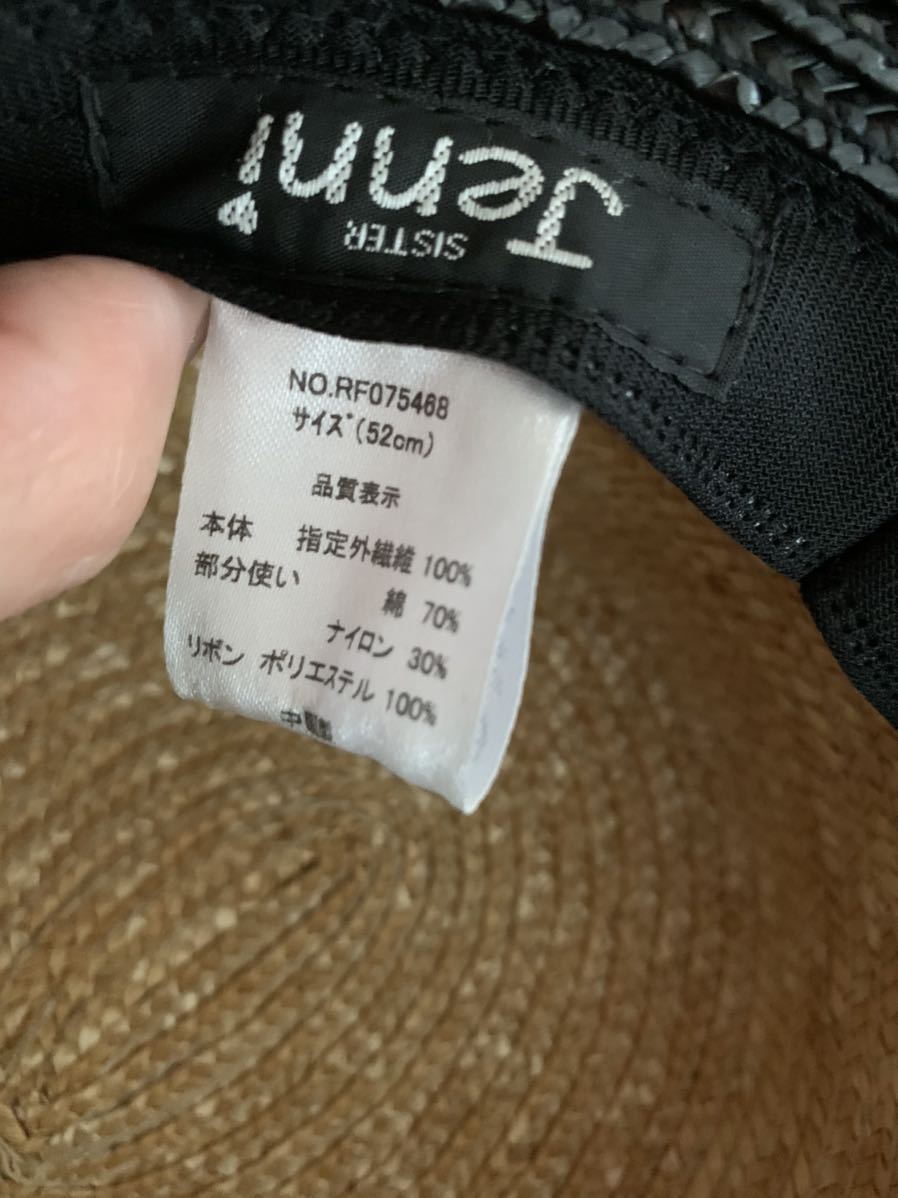 SISTER
Jenni
NO.RF075468
サイズ(52cm)
品質表示
本体 指定外繊維 100%
部分使い
綿 70%
ナイロン 30%
リボン ポリエステル 100%